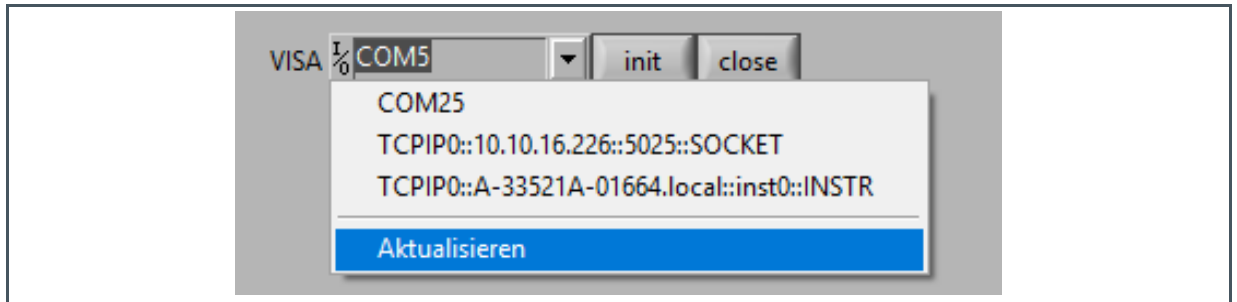 VISA I/O COM5 init close
COM25
TCPIP0::10.10.16.226::5025::SOCKET
TCPIP0::A-33521A-01664.local::inst0::INSTR
Aktualisieren